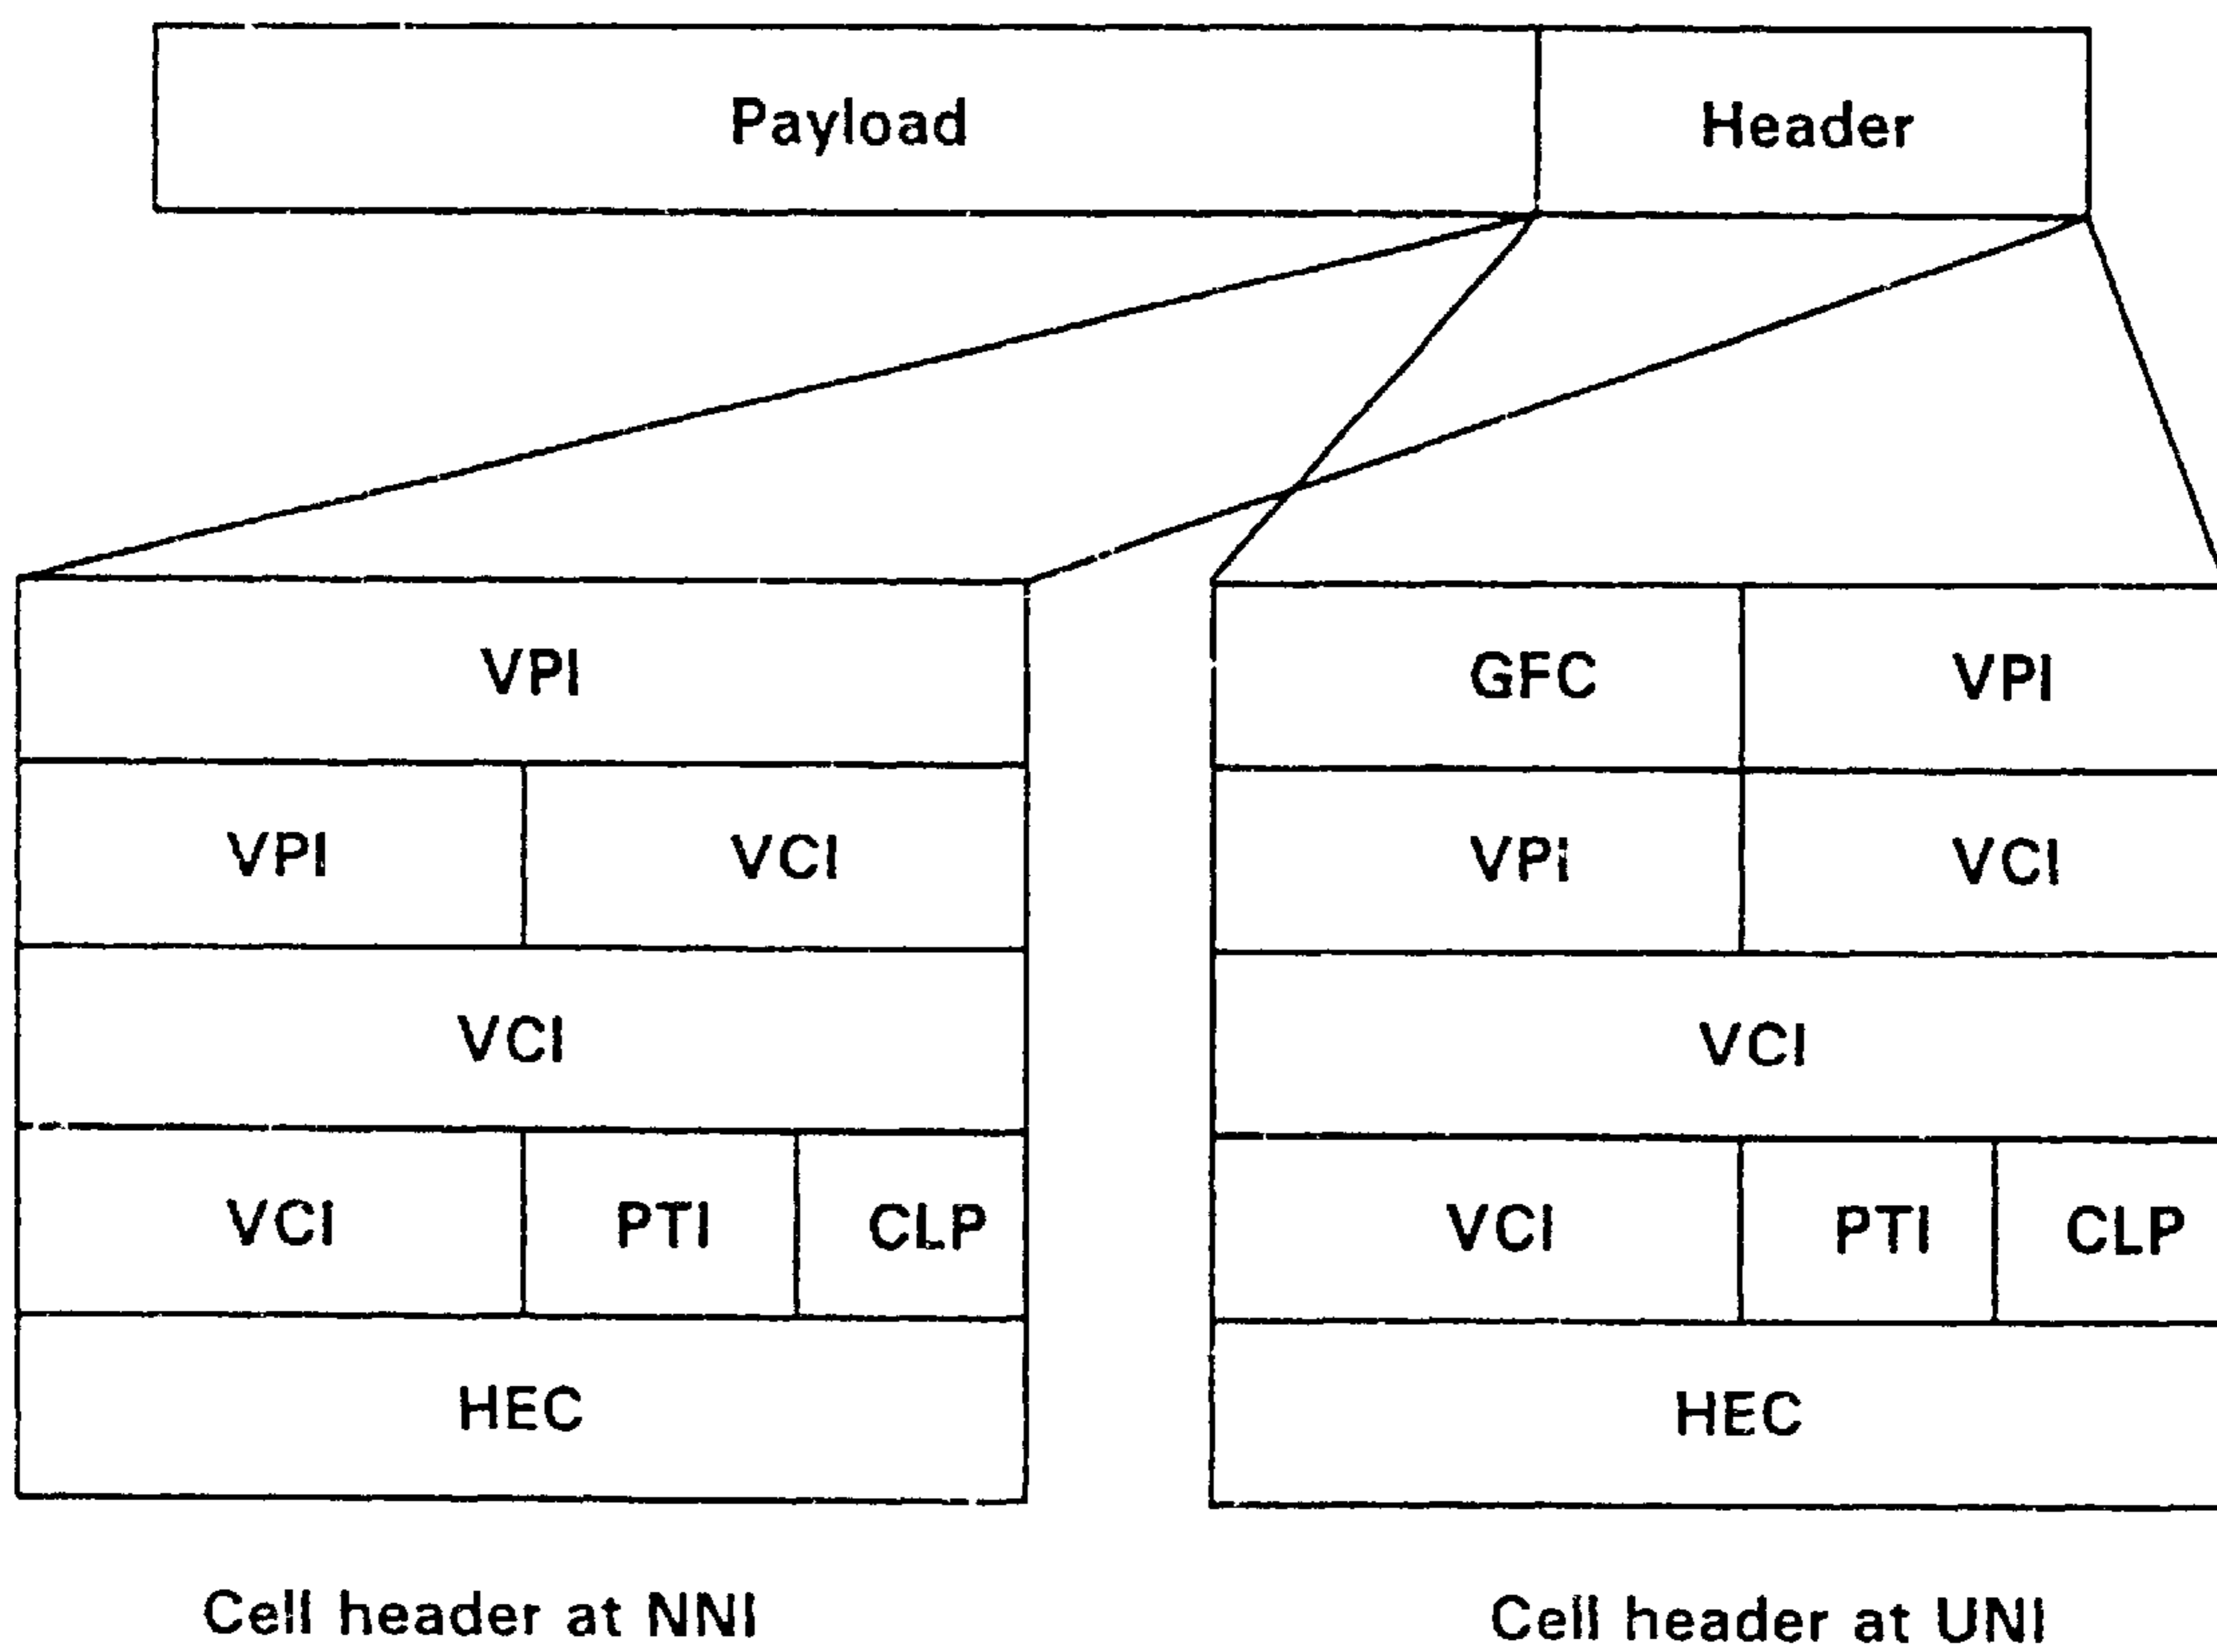 Payload Header
VPI
GFC VPI
VPI VCI
VPI VCI
VCI
VCI
VCI PTI CLP
VCI PTI CLP
HEC
HEC
Cell header at NNI
Cell header at UNI